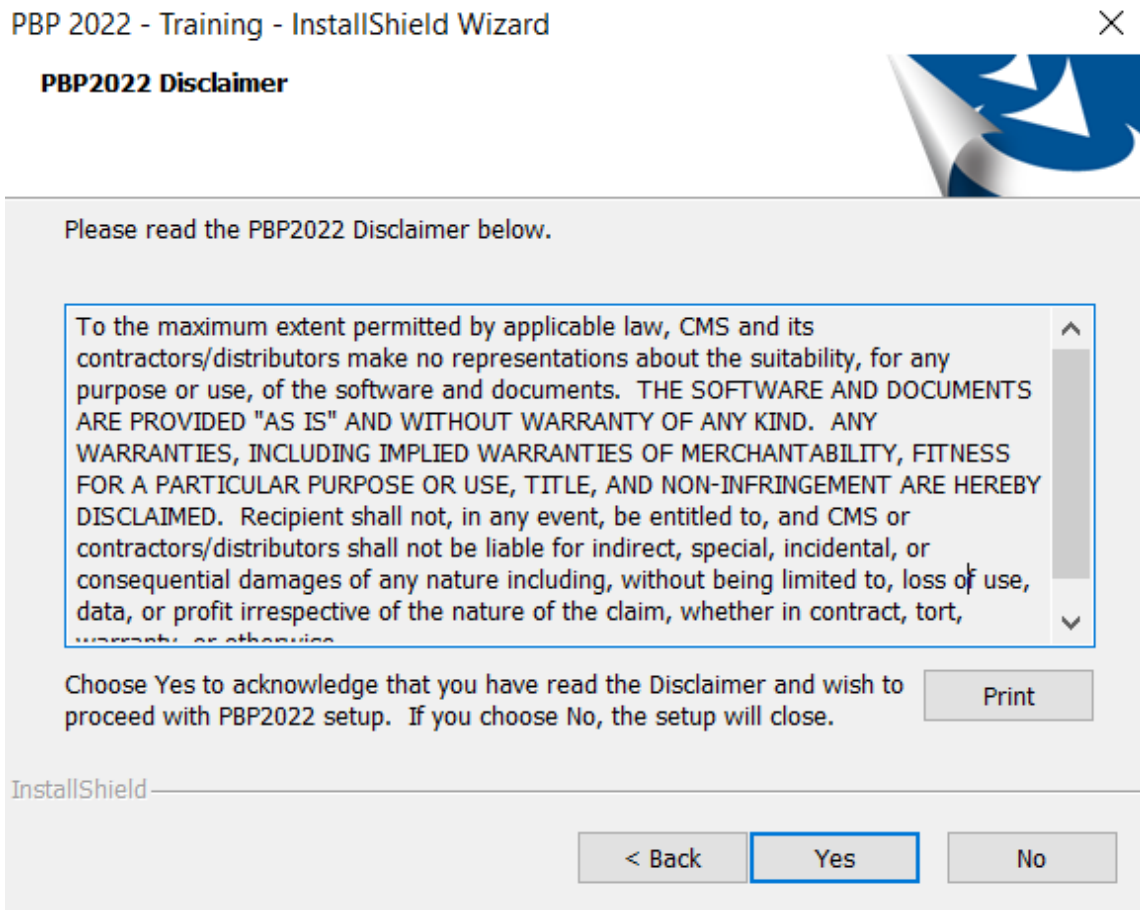 PBP 2022 - Training - InstallShield Wizard
PBP2022 Disclaimer
Please read the PBP2022 Disclaimer below.
To the maximum extent permitted by applicable law, CMS and its
contractors/distributors make no representations about the suitability, for any
purpose or use, of the software and documents.  THE SOFTWARE AND DOCUMENTS
ARE PROVIDED "AS IS" AND WITHOUT WARRANTY OF ANY KIND.  ANY
WARRANTIES, INCLUDING IMPLIED WARRANTIES OF MERCHANTABILITY, FITNESS
FOR A PARTICULAR PURPOSE OR USE, TITLE, AND NON-INFRINGEMENT ARE HEREBY
DISCLAIMED.  Recipient shall not, in any event, be entitled to, and CMS or
contractors/distributors shall not be liable for indirect, special, incidental, or
consequential damages of any nature including, without being limited to, loss of use,
data, or profit irrespective of the nature of the claim, whether in contract, tort,
warranty, or otherwise
Choose Yes to acknowledge that you have read the Disclaimer and wish to
proceed with PBP2022 setup.  If you choose No, the setup will close.
Print
InstallShield
< Back
Yes
No